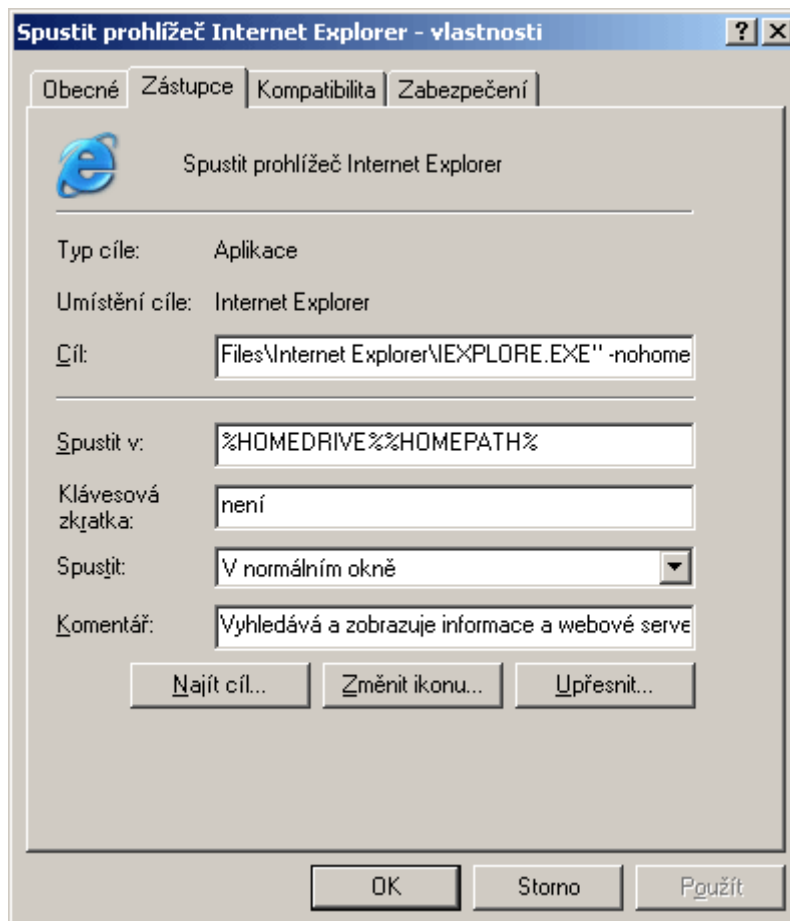 Spustit prohlížeč Internet Explorer - vlastnosti
Obecné Zástupce Kompatibilita Zabezpečení
Spustit prohlížeč Internet Explorer
Typ cíle: Aplikace
Umístění cíle: Internet Explorer
Cíl: Files\Internet Explorer\IEXPLORE.EXE" -nohome
Spustit v: %HOMEDRIVE%%HOMEPATH%
Klávesová
zkratka: není
Spustit: V normálním okně
Komentář: Vyhledává a zobrazuje informace a webové serve
Najít cíl... Změnit ikonu... Upřesnit...
OK Storno Použít